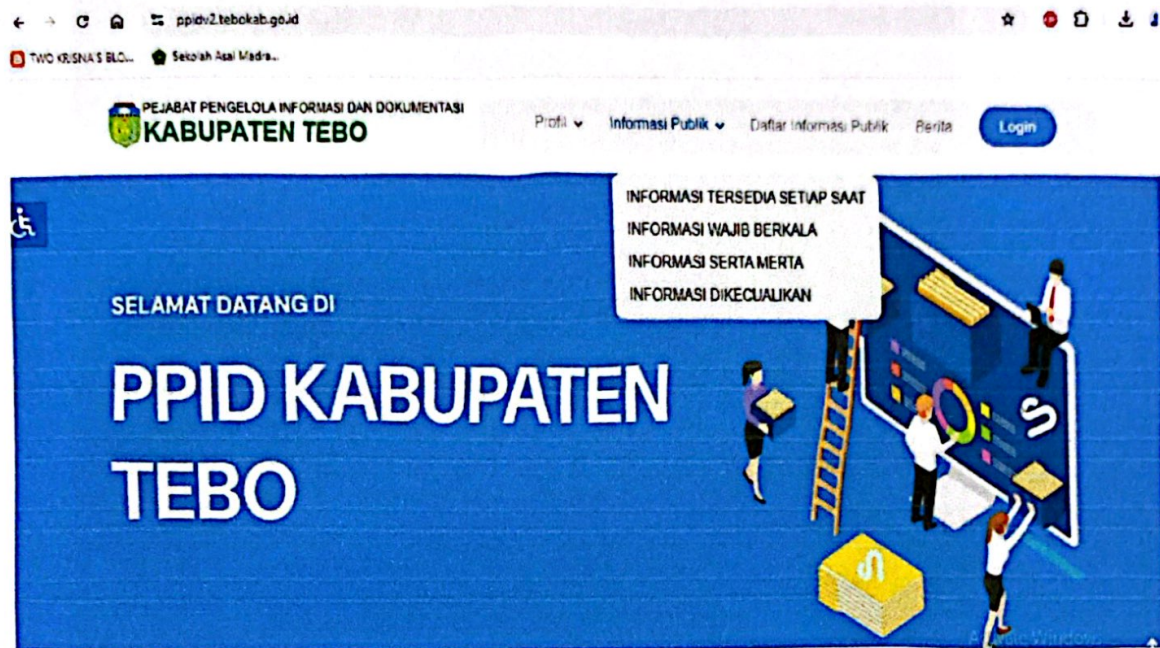 ppidv2.tebokab.go.id
TWO KRISNA'S BLO... Sekolah Asal Madra...
PEJABAT PENGELOLA INFORMASI DAN DOKUMENTASI
KABUPATEN TEBO
Profil Informasi Publik Daftar Informasi Publik Berita Login
INFORMASI TERSEDIA SETIAP SAAT
INFORMASI WAJIB BERKALA
INFORMASI SERTA MERTA
INFORMASI DIKECUALIKAN
SELAMAT DATANG DI
PPID KABUPATEN
TEBO
Activate Windows